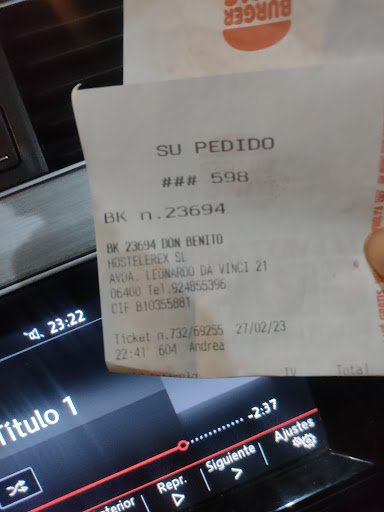 BURGER
SU PEDIDO
### 598
BK n.23694
BK 23694 DON BENITO
HOSTELEREX SL
AVDA. LEONARDO DA VINCI 21
06400 Tel.924855396
CIF B10355881
Ticket n.732/69255 27/02/23
22:41 604 Andrea
Total
23:22
Título 1
-2:37
Repr.
Siguiente
Ajustes